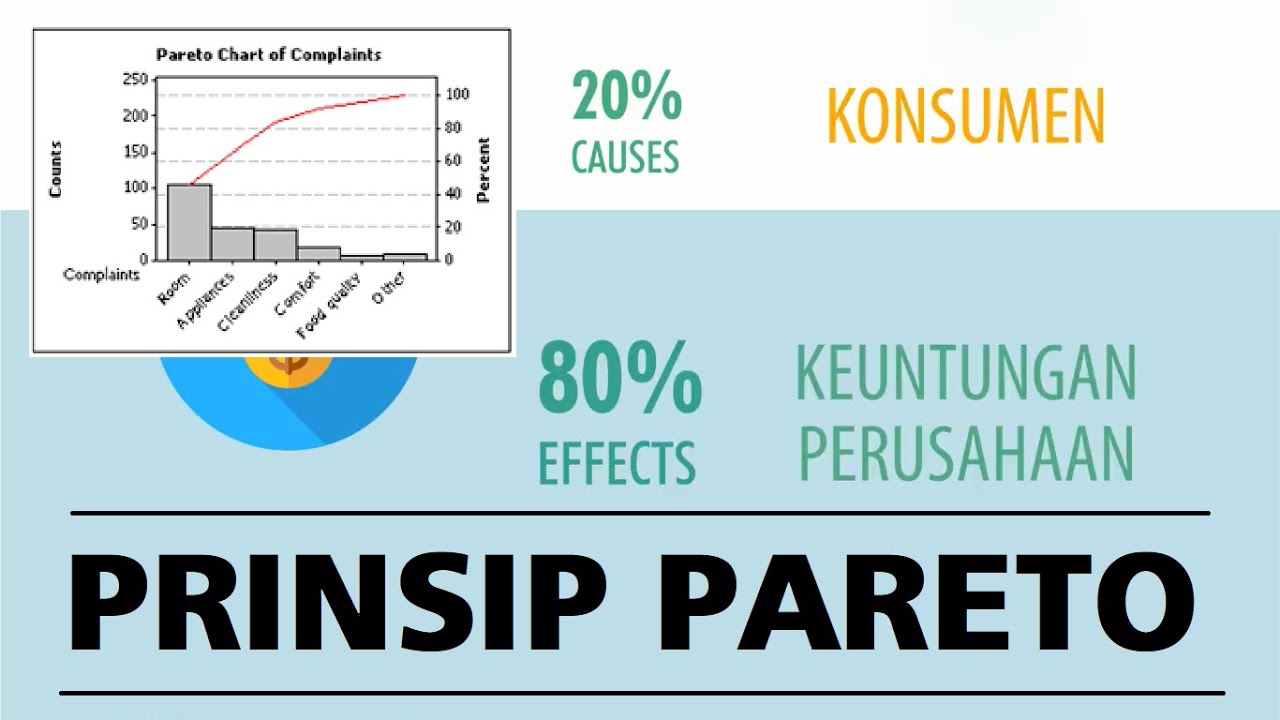 Pareto Chart of Complaints
250
200
150
100
50
0
Counts
100
80
60
40
20
0
Percent
Complaints
Room
Appliances
Cleanliness
Comfort
Food quality
Other
20%
CAUSES
KONSUMEN
80%
EFFECTS
KEUNTUNGAN
PERUSAHAAN
PRINSIP PARETO